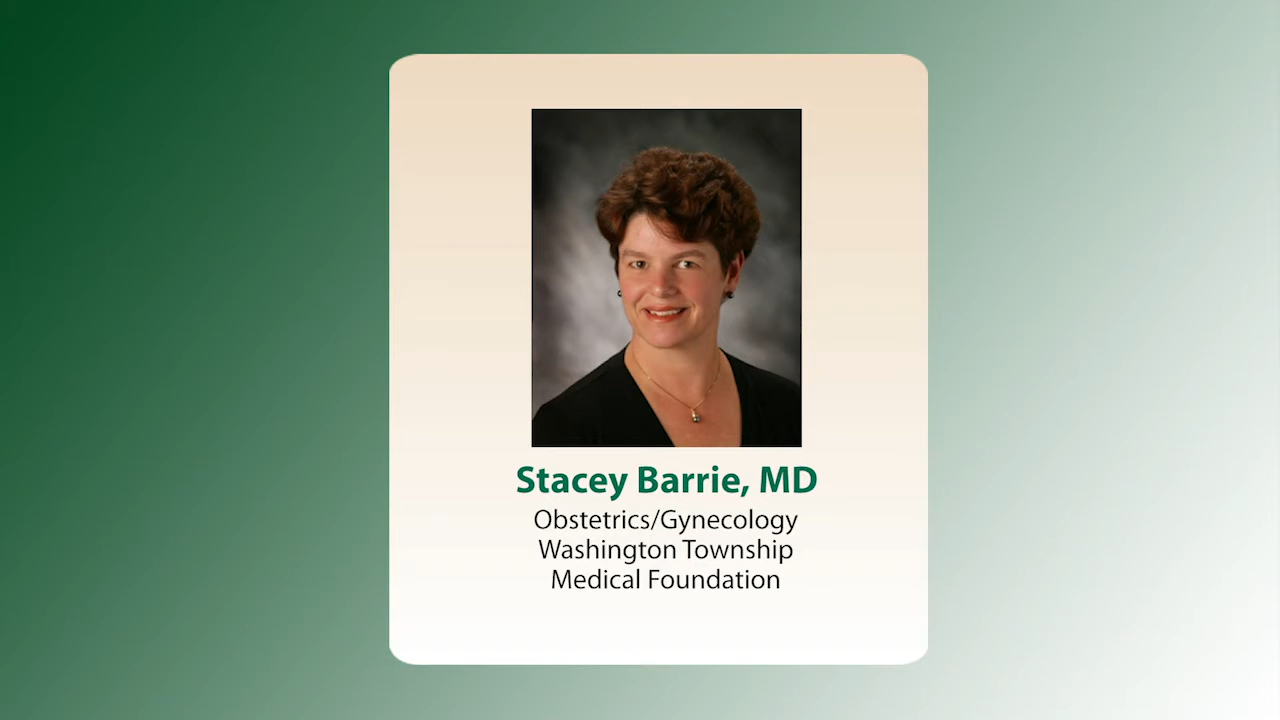 Stacey Barrie, MD
Obstetrics/Gynecology
Washington Township
Medical Foundation